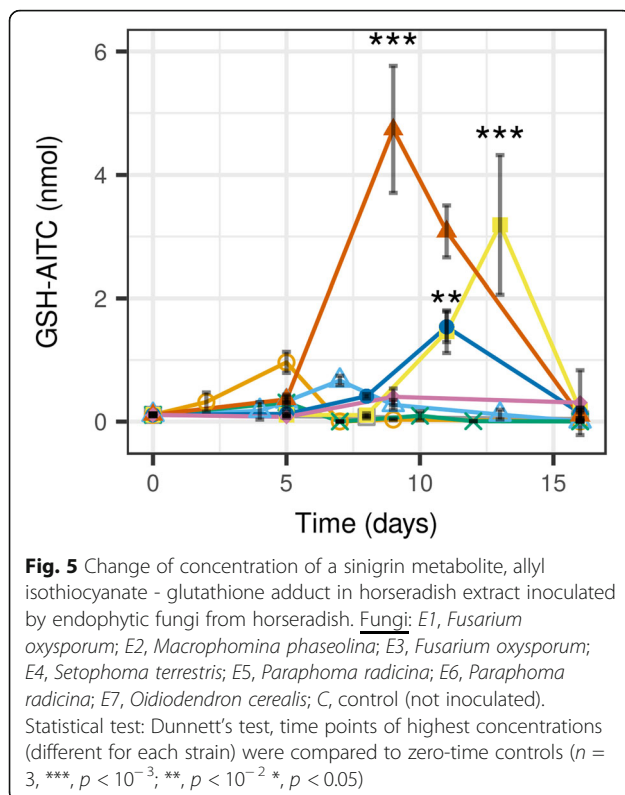 ***
***
**
6
4
2
0
GSH-AITC (nmol)
0 5 10 15
Time (days)
Fig. 5 Change of concentration of a sinigrin metabolite, allyl
isothiocyanate - glutathione adduct in horseradish extract inoculated
by endophytic fungi from horseradish. Fungi: E1, Fusarium
oxysporum; E2, Macrophomina phaseolina; E3, Fusarium oxysporum;
E4, Setophoma terrestris; E5, Paraphoma radicina; E6, Paraphoma
radicina; E7, Oidiodendron cerealis; C, control (not inoculated).
Statistical test: Dunnett's test, time points of highest concentrations
(different for each strain) were compared to zero-time controls (n =
3, ***, p < 10⁻³; **, p < 10⁻² *, p < 0.05)